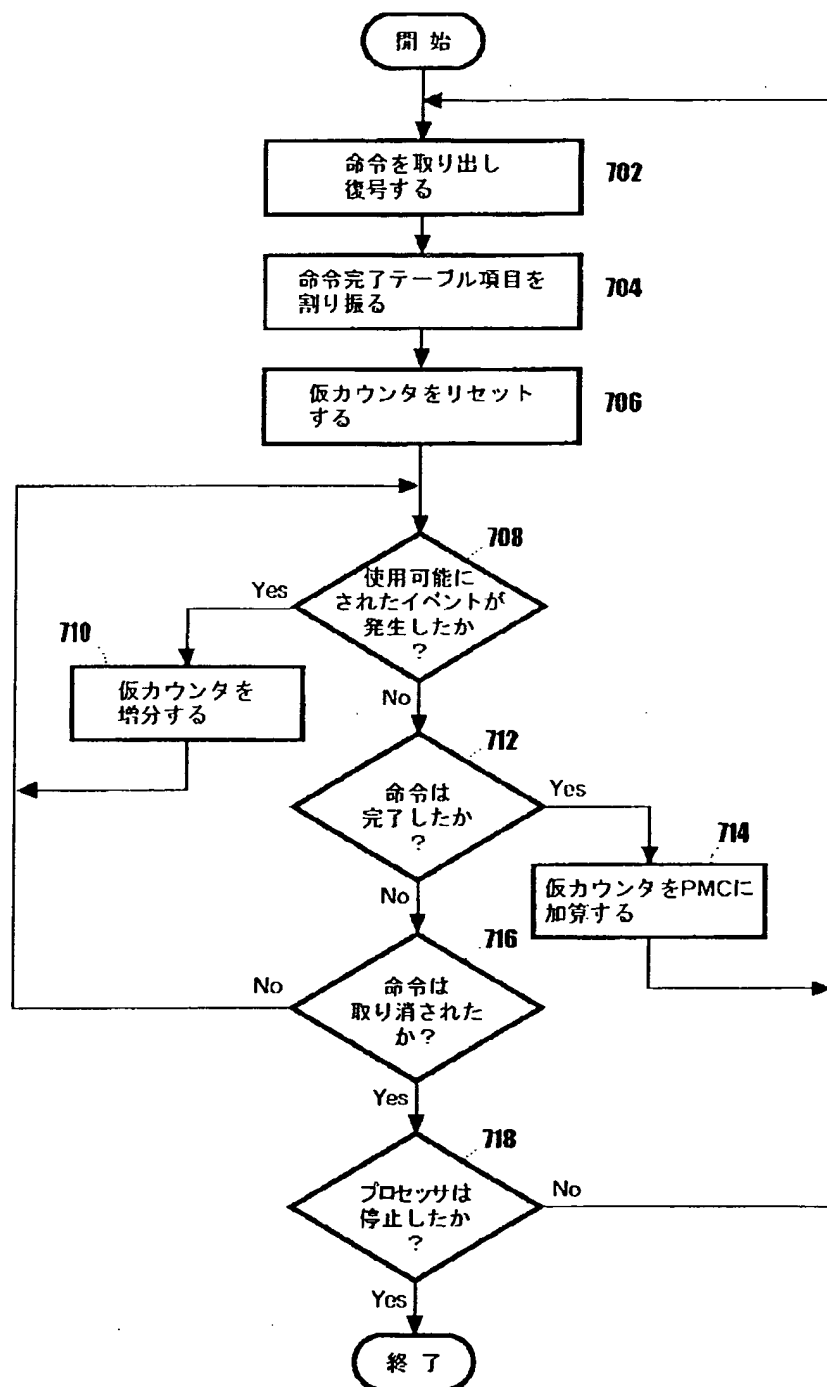 開 始
命令を取り出し
復号する
702
命令完了テーブル項目を
割り振る
704
仮カウンタをリセット
する
706
708
使用可能に
されたイベントが
発生したか
?
Yes
No
710
仮カウンタを
増分する
712
命令は
完了したか
?
Yes
No
714
仮カウンタをPMCに
加算する
716
命令は
取り消された
か?
No
Yes
718
プロセッサは
停止したか
?
No
Yes
終 了